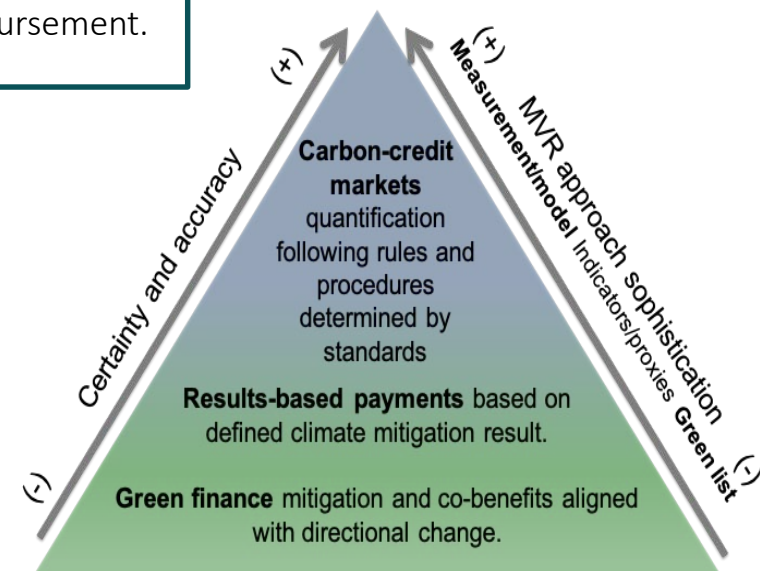 ursement.
(+)
Certainty and accuracy
(-)
(+)
MVR approach sophistication
(-)
Measurement/model Indicators/proxies Green list
Carbon-credit
markets
quantification
following rules and
procedures
determined by
standards
Results-based payments based on
defined climate mitigation result.
Green finance mitigation and co-benefits aligned
with directional change.